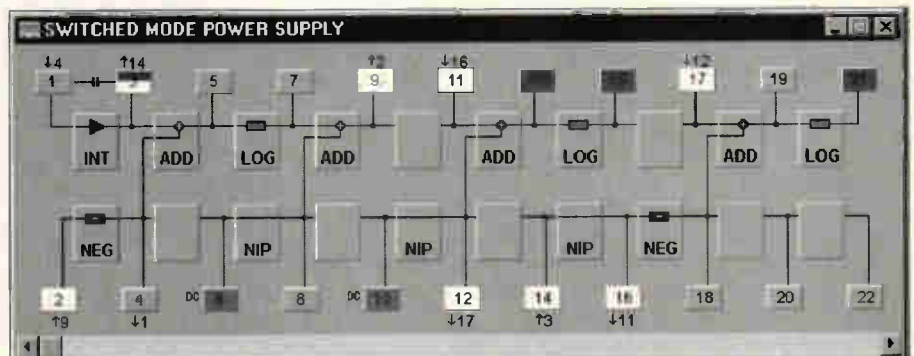 SWITCHED MODE POWER SUPPLY
↓4 ↑14 ↑2 ↓16 ↓12
1 3 5 7 9 11 17 19 21
INT ADD LOG ADD ADD LOG ADD LOG
NEG NIP NIP NIP NEG
DC DC
2 4 8 12 14 16 18 20 22
↑9 ↓1 ↓17 ↑3 ↓11